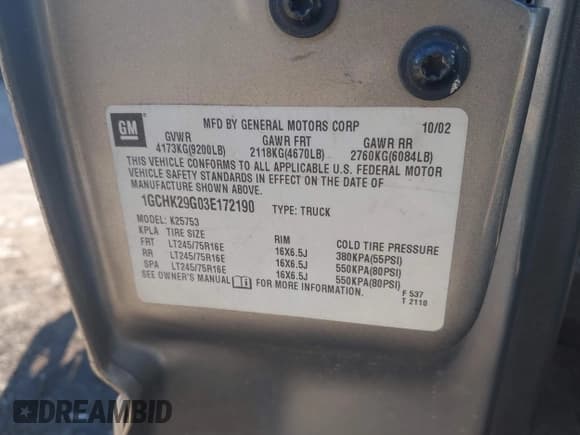 GM
MFD BY GENERAL MOTORS CORP 10/02
GVWR GAWR FRT GAWR RR
4173KG(9200LB) 2118KG(4670LB) 2760KG(6084LB)
THIS VEHICLE CONFORMS TO ALL APPLICABLE U.S. FEDERAL MOTOR
VEHICLE SAFETY STANDARDS IN EFFECT ON THE DATE OF
MANUFACTURE SHOWN ABOVE.
1GCHK29G03E172190 TYPE: TRUCK
MODEL: K25753
KPLA TIRE SIZE RIM COLD TIRE PRESSURE
FRT LT245/75R16E 16X6.5J 380KPA(55PSI)
RR LT245/75R16E 16X6.5J 550KPA(80PSI)
SPA LT245/75R16E 16X6.5J 550KPA(80PSI)
SEE OWNER'S MANUAL FOR MORE INFORMATION.
F 537
T 2110
DREAMBID